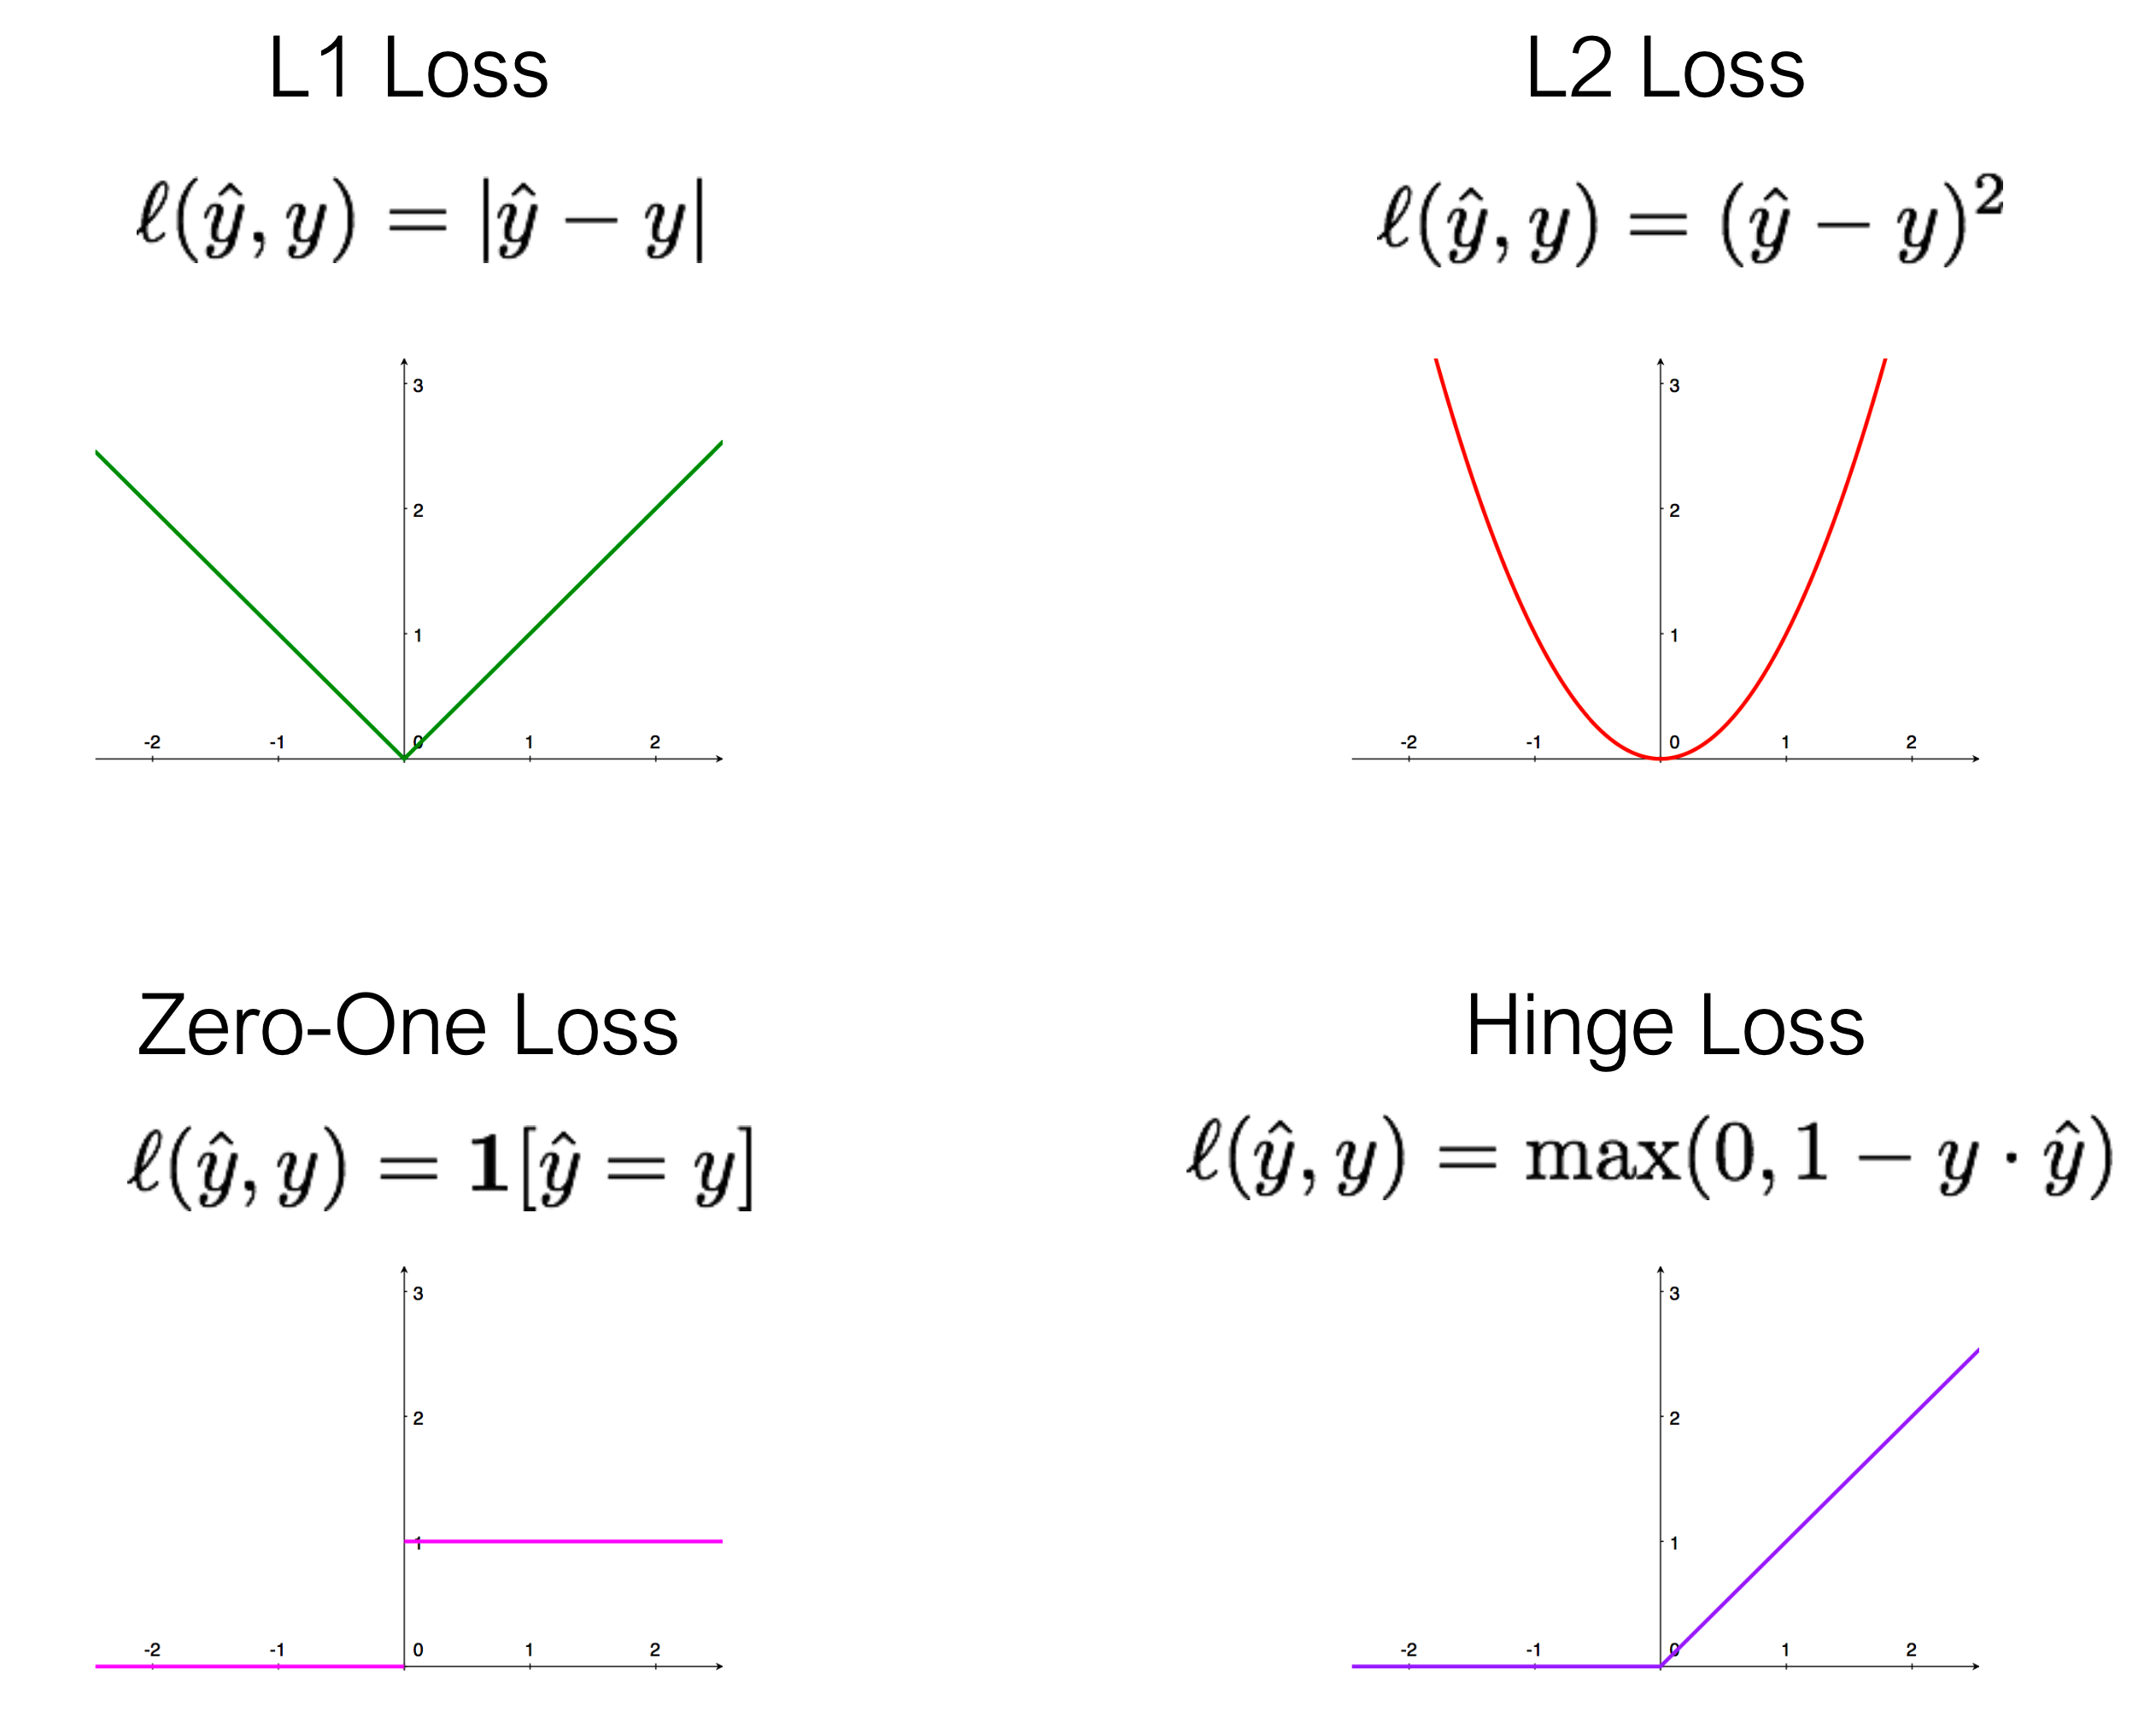 L1 Loss
ℓ(ŷ, y) = |ŷ − y|
3
2
1
-2 -1 0 1 2
L2 Loss
ℓ(ŷ, y) = (ŷ − y)²
3
2
1
-2 -1 0 1 2
Zero-One Loss
ℓ(ŷ, y) = 𝟏[ŷ = y]
3
2
1
-2 -1 0 1 2
Hinge Loss
ℓ(ŷ, y) = max(0, 1 − y · ŷ)
3
2
1
-2 -1 0 1 2